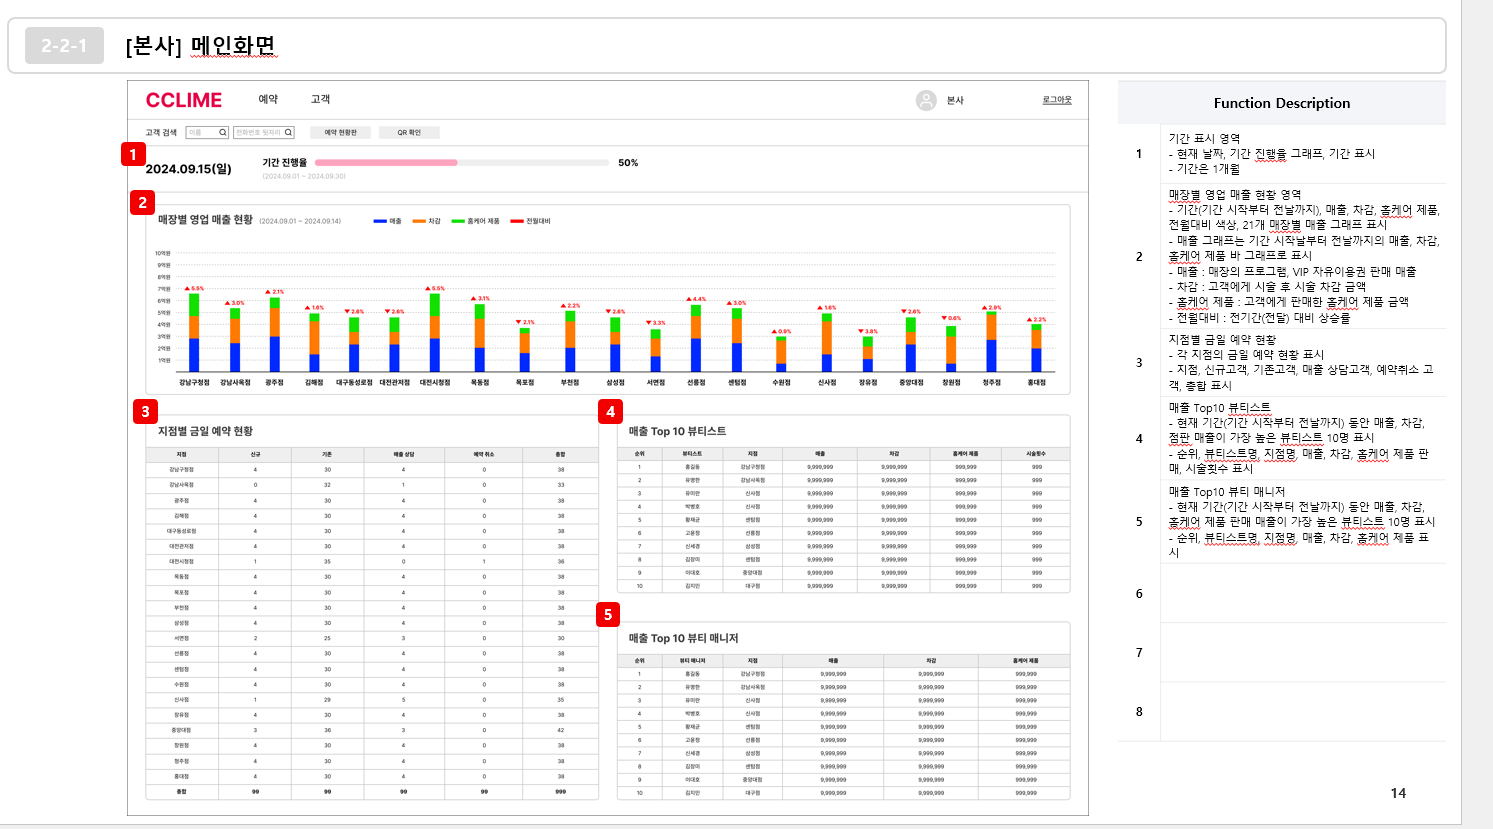 2-2-1
[본사] 메인화면
CCLIME 예약 고객 본사 로그아웃
고객 검색 이름 전화번호 뒷자리 예약 현황판 QR 확인
1
2024.09.15(일)
기간 진행율 50%
(2024.09.01 ~ 2024.09.30)
2
매장별 영업 매출 현황 (2024.09.01 ~ 2024.09.14) 매출 차감 홈케어 제품 전월대비
10억원
9억원
8억원
7억원
6억원
5억원
4억원
3억원
2억원
1억원
▲ 5.5% ▲ 3.0% ▲ 2.1% ▲ 1.6% ▼ 2.6% ▼ 2.6% ▲ 5.5% ▲ 3.1% ▼ 2.1% ▲ 2.2% ▼ 2.6% ▼ 3.3% ▲ 4.4% ▲ 3.0% ▲ 0.9% ▲ 1.6% ▼ 3.8% ▼ 2.6% ▼ 0.6% ▲ 2.9% ▲ 2.2%
강남구청점 강남사옥점 광주점 김해점 대구동성로점 대전관저점 대전시청점 목동점 목포점 부천점 삼성점 서면점 선릉점 센텀점 수원점 신사점 장유점 중앙대점 창원점 청주점 홍대점
3
지점별 금일 예약 현황
지점 신규 기존 매출 상담 예약 취소 총합
강남구청점 4 30 4 0 38
강남사옥점 0 32 1 0 33
광주점 4 30 4 0 38
김해점 4 30 4 0 38
대구동성로점 4 30 4 0 38
대전관저점 4 30 4 0 38
대전시청점 1 35 0 1 36
목동점 4 30 4 0 38
목포점 4 30 4 0 38
부천점 4 30 4 0 38
삼성점 4 30 4 0 38
서면점 2 25 3 0 30
선릉점 4 30 4 0 38
센텀점 4 30 4 0 38
수원점 4 30 4 0 38
신사점 1 29 5 0 35
장유점 4 30 4 0 38
중앙대점 3 36 3 0 42
창원점 4 30 4 0 38
청주점 4 30 4 0 38
홍대점 4 30 4 0 38
총합 99 99 99 99 999
4
매출 Top 10 뷰티스트
순위 뷰티스트 지점 매출 차감 홈케어 제품 시술횟수
1 홍길동 강남구청점 9,999,999 9,999,999 999,999 999
2 유명한 강남사옥점 9,999,999 9,999,999 999,999 999
3 유미란 신사점 9,999,999 9,999,999 999,999 999
4 박병호 신사점 9,999,999 9,999,999 999,999 999
5 황재균 센텀점 9,999,999 9,999,999 999,999 999
6 고윤정 선릉점 9,999,999 9,999,999 999,999 999
7 신세경 삼성점 9,999,999 9,999,999 999,999 999
8 김장미 센텀점 9,999,999 9,999,999 999,999 999
9 이대호 중앙대점 9,999,999 9,999,999 999,999 999
10 김지민 대구점 9,999,999 9,999,999 999,999 999
5
매출 Top 10 뷰티 매니저
순위 뷰티 매니저 지점 매출 차감 홈케어 제품
1 홍길동 강남구청점 9,999,999 9,999,999 999,999
2 유명한 강남사옥점 9,999,999 9,999,999 999,999
3 유미란 신사점 9,999,999 9,999,999 999,999
4 박병호 신사점 9,999,999 9,999,999 999,999
5 황재균 센텀점 9,999,999 9,999,999 999,999
6 고윤정 선릉점 9,999,999 9,999,999 999,999
7 신세경 삼성점 9,999,999 9,999,999 999,999
8 김장미 센텀점 9,999,999 9,999,999 999,999
9 이대호 중앙대점 9,999,999 9,999,999 999,999
10 김지민 대구점 9,999,999 9,999,999 999,999
Function Description
1
기간 표시 영역
- 현재 날짜, 기간 진행율 그래프, 기간 표시
- 기간은 1개월
2
매장별 영업 매출 현황 영역
- 기간(기간 시작부터 전날까지), 매출, 차감, 홈케어 제품,
전월대비 색상, 21개 매장별 매출 그래프 표시
- 매출 그래프는 기간 시작날부터 전날까지의 매출, 차감,
홈케어 제품 바 그래프로 표시
- 매출 : 매장의 프로그램, VIP 자유이용권 판매 매출
- 차감 : 고객에게 시술 후 시술 차감 금액
- 홈케어 제품 : 고객에게 판매한 홈케어 제품 금액
- 전월대비 : 전기간(전달) 대비 상승률
3
지점별 금일 예약 현황
- 각 지점의 금일 예약 현황 표시
- 지점, 신규고객, 기존고객, 매출 상담고객, 예약취소 고
객, 총합 표시
4
매출 Top10 뷰티스트
- 현재 기간(기간 시작부터 전날까지) 동안 매출, 차감,
점판 매출이 가장 높은 뷰티스트 10명 표시
- 순위, 뷰티스트명, 지점명, 매출, 차감, 홈케어 제품 판
매, 시술횟수 표시
5
매출 Top10 뷰티 매니저
- 현재 기간(기간 시작부터 전날까지) 동안 매출, 차감,
홈케어 제품 판매 매출이 가장 높은 뷰티스트 10명 표시
- 순위, 뷰티스트명, 지점명, 매출, 차감, 홈케어 제품 표
시
6
7
8
14